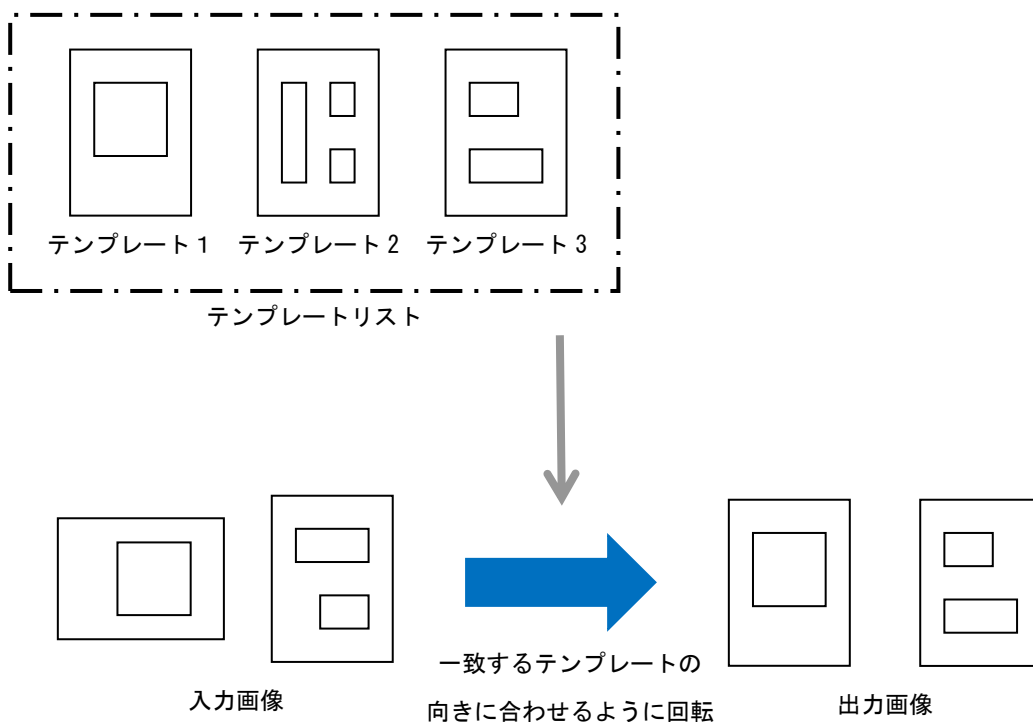 テンプレート1 テンプレート2 テンプレート3
テンプレートリスト
一致するテンプレートの
向きに合わせるように回転
入力画像
出力画像